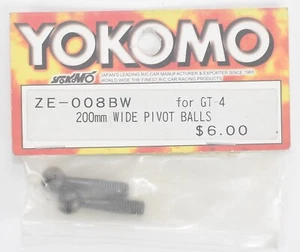 YOKOMO
YOKOMO
JAPAN'S LEADING R/C CAR MANUFACTURER & EXPORTER SINCE 1968
WORLD WIDE THE FINEST R/C CAR RACING PRODUCTS
ZE-008BW for GT-4
200mm WIDE PIVOT BALLS
$6.00